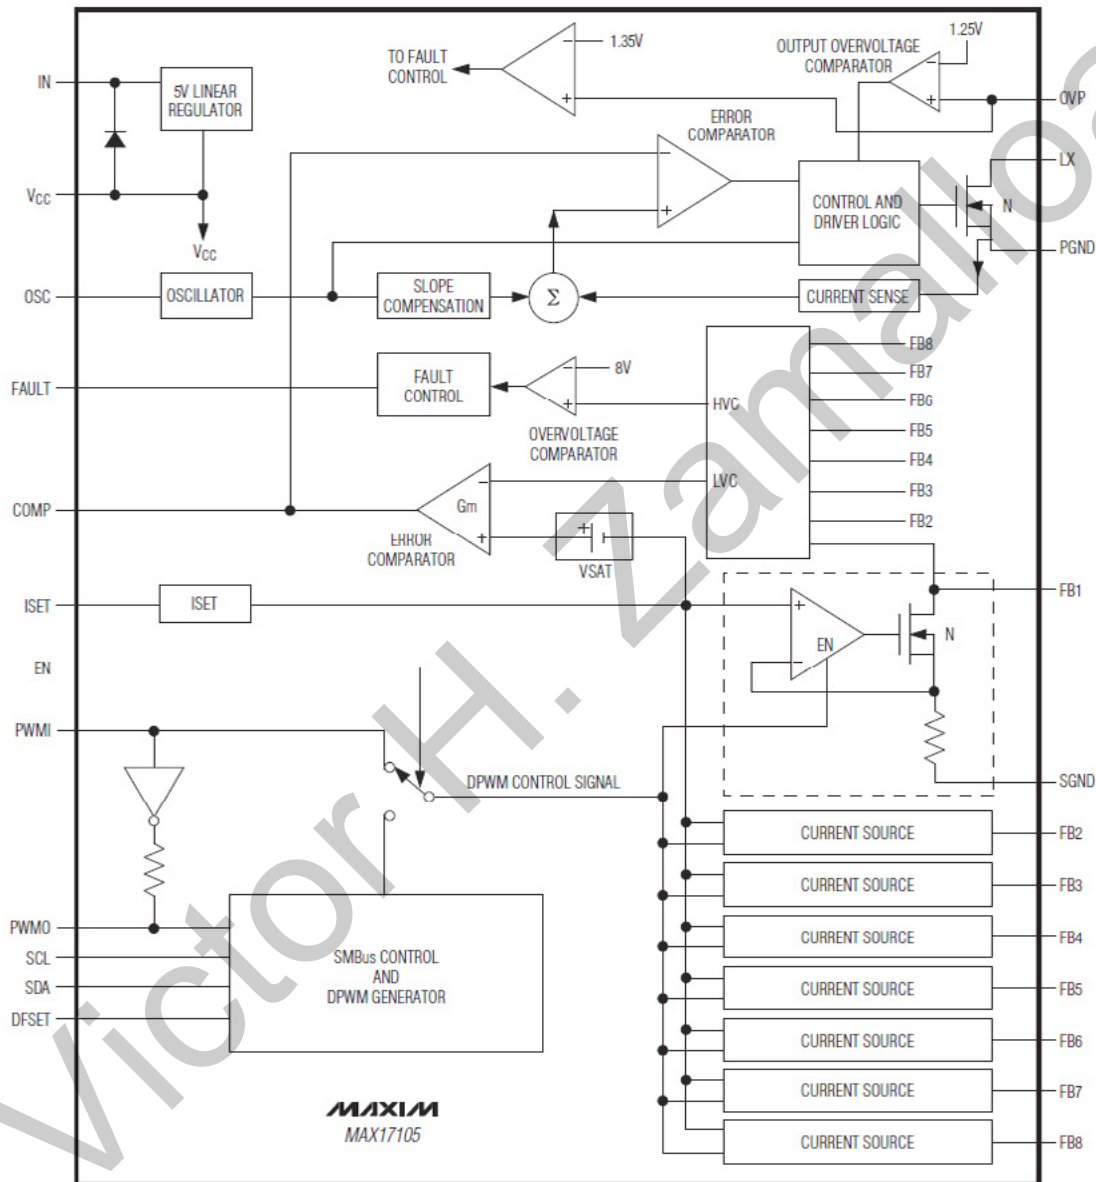 1.25V
1.35V
OUTPUT OVERVOLTAGE
COMPARATOR
TO FAULT
CONTROL
IN
5V LINEAR
REGULATOR
OVP
ERROR
COMPARATOR
LX
VCC
CONTROL AND
DRIVER LOGIC
N
VCC
PGND
OSC
OSCILLATOR
SLOPE
COMPENSATION
Σ
CURRENT SENSE
FB8
FAULT
FAULT
CONTROL
8V
FB7
HVC
FB6
OVERVOLTAGE
COMPARATOR
FB5
FB4
LVC
FB3
COMP
Gm
FB2
ERROR
COMPARATOR
VSAT
ISET
ISET
FB1
EN
N
EN
PWMI
DPWM CONTROL SIGNAL
SGND
CURRENT SOURCE
FB2
CURRENT SOURCE
FB3
PWMO
CURRENT SOURCE
FB4
SCL
SMBus CONTROL
AND
DPWM GENERATOR
SDA
CURRENT SOURCE
FB5
DFSET
CURRENT SOURCE
FB6
CURRENT SOURCE
FB7
MAXIM
MAX17105
CURRENT SOURCE
FB8
Victor H. Zamalloa